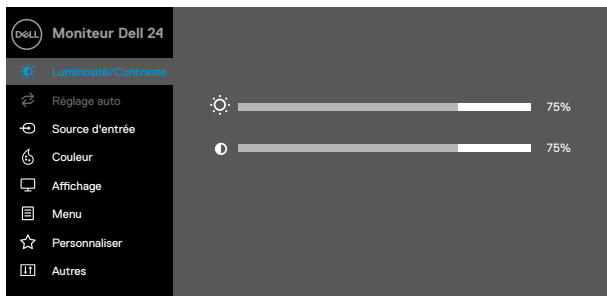 DELL
Moniteur Dell 24
Luminosité/Contraste
Réglage auto
75%
Source d'entrée
Couleur
75%
Affichage
Menu
Personnaliser
Autres